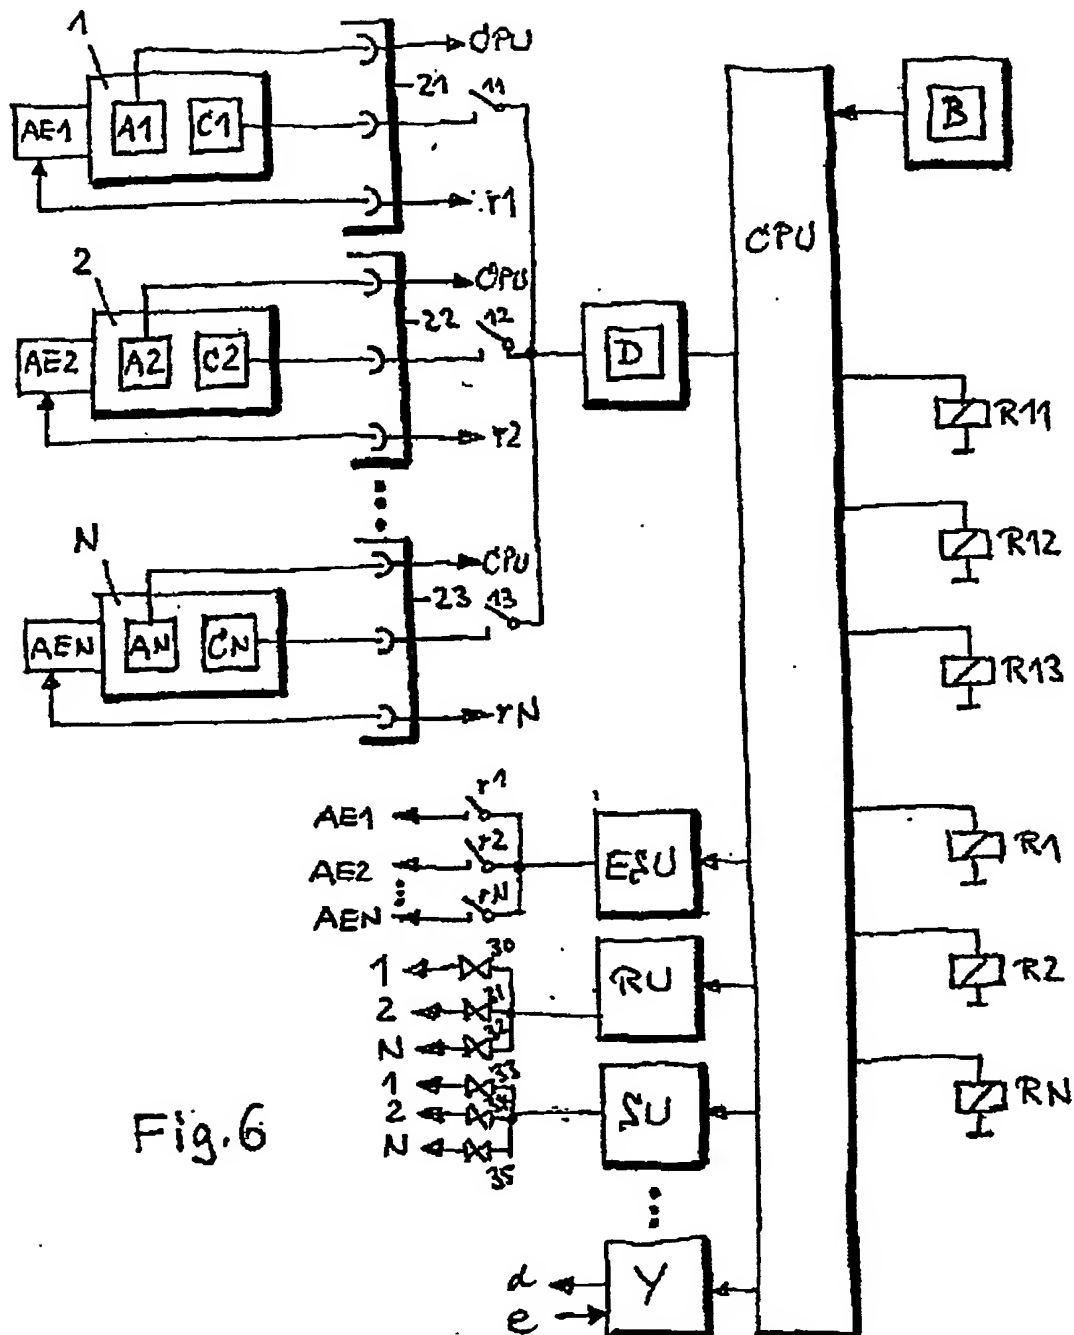 1
CPU
21
11
AE1
A1
C1
r1
B
CPU
2
CPU
22
12
AE2
A2
C2
D
r2
R11
N
CPU
23
13
AEN
AN
CN
rN
R12
R13
AE1
r1
AE2
r2
AEN
rN
ESU
R1
1
30
2
31
N
RU
R2
1
33
2
34
N
35
SU
RN
Fig.6
d
e
Y